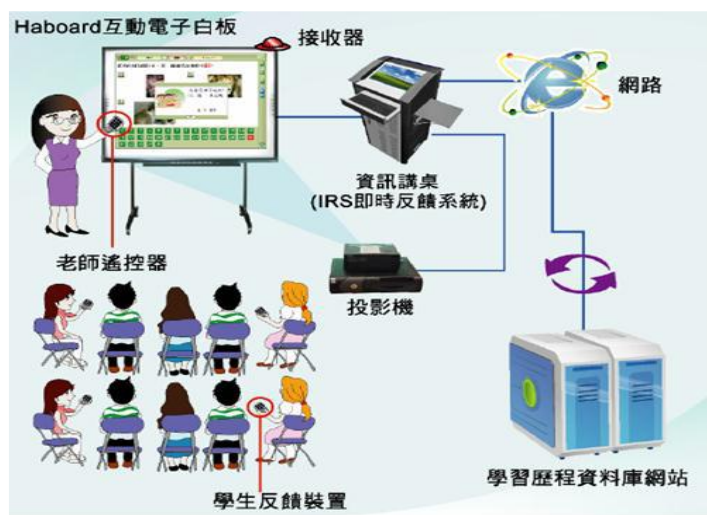 Haboard互動電子白板
接收器
網路
資訊講桌
(IRS即時反饋系統)
老師遙控器
投影機
學習歷程資料庫網站
學生反饋裝置